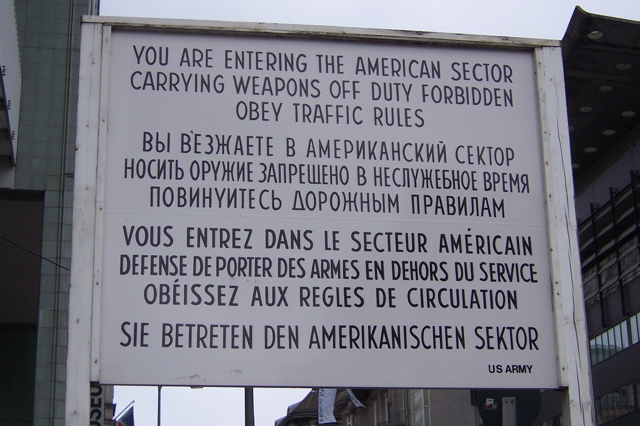 YOU ARE ENTERING THE AMERICAN SECTOR
CARRYING WEAPONS OFF DUTY FORBIDDEN
OBEY TRAFFIC RULES
ВЫ В'ЕЗЖАЕТЕ В АМЕРИКАНСКИЙ СЕКТОР
НОСИТЬ ОРУЖИЕ ЗАПРЕЩЕНО В НЕСЛУЖЕБНОЕ ВРЕМЯ
ПОВИНУИТЕСЬ ДОРОЖНЫМ ПРАВИЛАМ
VOUS ENTREZ DANS LE SECTEUR AMÉRICAIN
DEFENSE DE PORTER DES ARMES EN DEHORS DU SERVICE
OBÉISSEZ AUX REGLES DE CIRCULATION
SIE BETRETEN DEN AMERIKANISCHEN SEKTOR
US ARMY